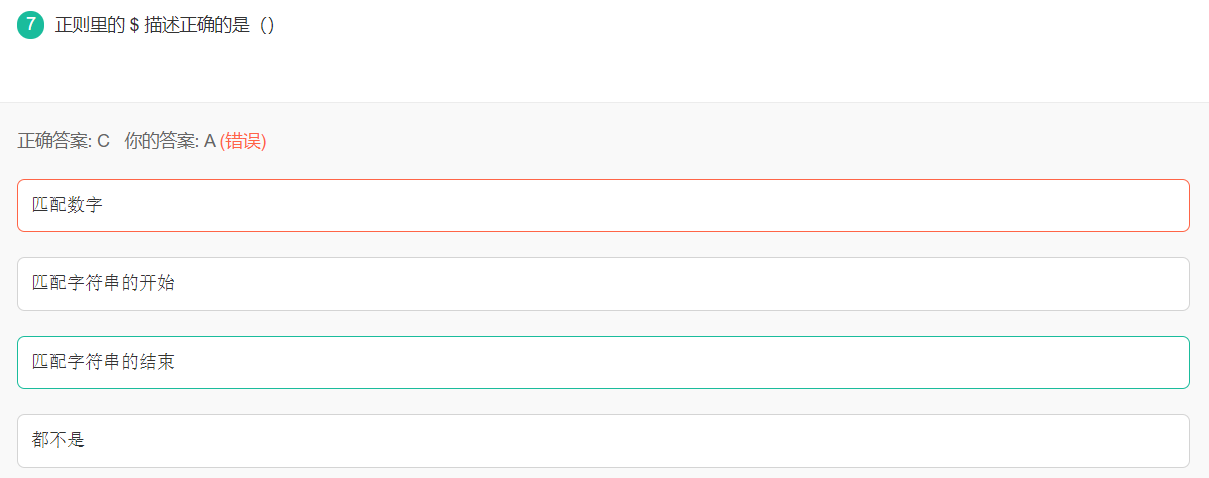 7 正则里的 $ 描述正确的是（）
正确答案: C 你的答案: A (错误)
匹配数字
匹配字符串的开始
匹配字符串的结束
都不是